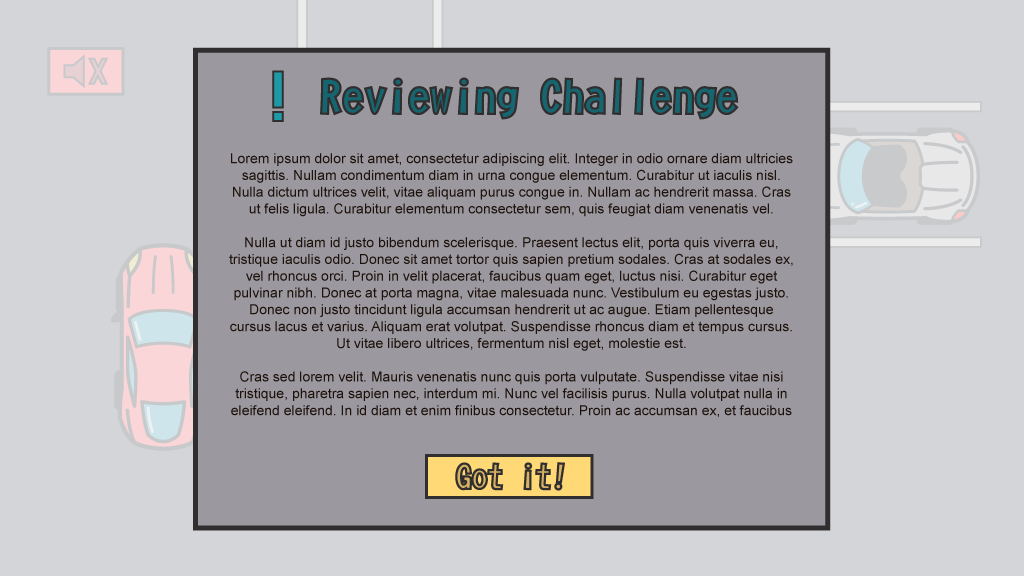 ! Reviewing Challenge
Lorem ipsum dolor sit amet, consectetur adipiscing elit. Integer in odio ornare diam ultricies
sagittis. Nullam condimentum diam in urna congue elementum. Curabitur ut iaculis nisl.
Nulla dictum ultrices velit, vitae aliquam purus congue in. Nullam ac hendrerit massa. Cras
ut felis ligula. Curabitur elementum consectetur sem, quis feugiat diam venenatis vel.
Nulla ut diam id justo bibendum scelerisque. Praesent lectus elit, porta quis viverra eu,
tristique iaculis odio. Donec sit amet tortor quis sapien pretium sodales. Cras at sodales ex,
vel rhoncus orci. Proin in velit placerat, faucibus quam eget, luctus nisi. Curabitur eget
pulvinar nibh. Donec at porta magna, vitae malesuada nunc. Vestibulum eu egestas justo.
Donec non justo tincidunt ligula accumsan hendrerit ut ac augue. Etiam pellentesque
cursus lacus et varius. Aliquam erat volutpat. Suspendisse rhoncus diam et tempus cursus.
Ut vitae libero ultrices, fermentum nisl eget, molestie est.
Cras sed lorem velit. Mauris venenatis nunc quis porta vulputate. Suspendisse vitae nisi
tristique, pharetra sapien nec, interdum mi. Nunc vel facilisis purus. Nulla volutpat nulla in
eleifend eleifend. In id diam et enim finibus consectetur. Proin ac accumsan ex, et faucibus
Got it!